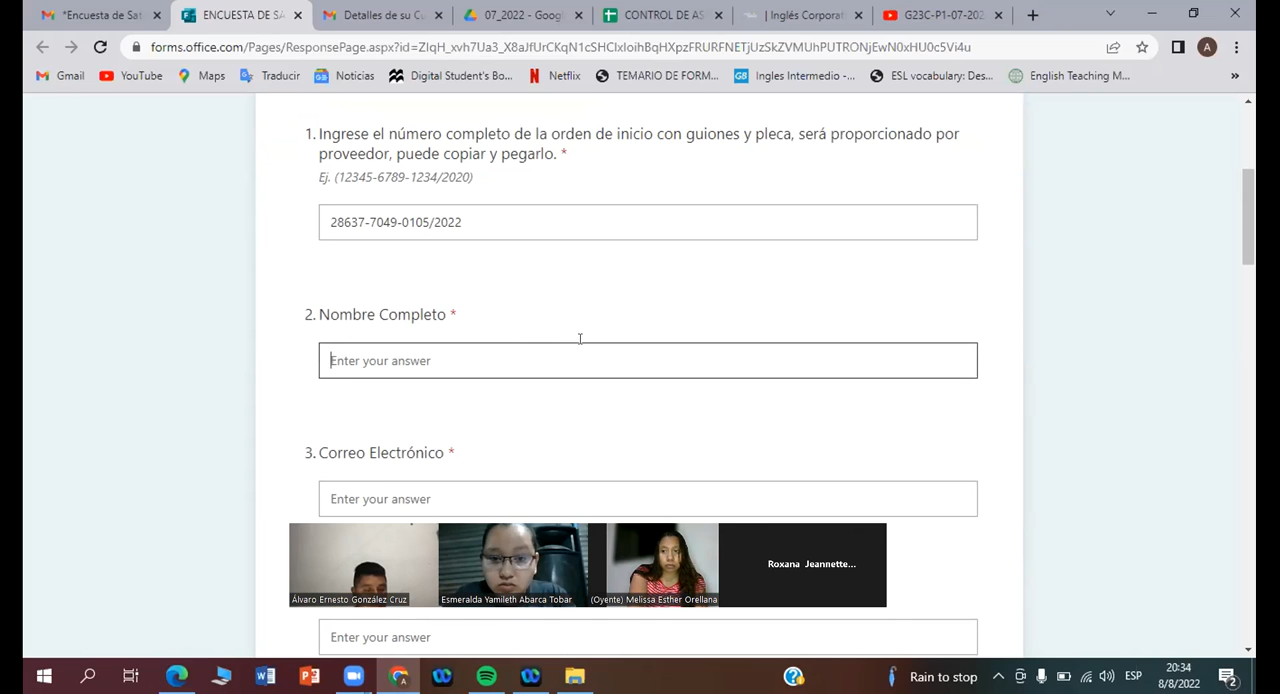 *Encuesta de Sat
ENCUESTA DE SA
Detalles de su Cu
07_2022 - Goog
CONTROL DE AS
| Inglés Corporat
G23C-P1-07-202
forms.office.com/Pages/ResponsePage.aspx?id=ZIqH_xvh7Ua3_X8aJfUrCKqN1cSHClxIoihBqHXpzFRURFNETjUzSkZVMUhPUTRONjEwN0xHU0c5Vi4u
A
Gmail
YouTube
Maps
Traducir
Noticias
Digital Student's Bo...
Netflix
TEMARIO DE FORM...
Ingles Intermedio -...
ESL vocabulary: Des...
English Teaching M...
»
1. Ingrese el número completo de la orden de inicio con guiones y pleca, será proporcionado por
proveedor, puede copiar y pegarlo. *
Ej. (12345-6789-1234/2020)
28637-7049-0105/2022
2. Nombre Completo *
Enter your answer
3. Correo Electrónico *
Enter your answer
Roxana Jeannette...
Álvaro Ernesto González Cruz
Esmeralda Yamileth Abarca Tobar
(Oyente) Melissa Esther Orellana
Enter your answer
Rain to stop
ESP
20:34
8/8/2022
2